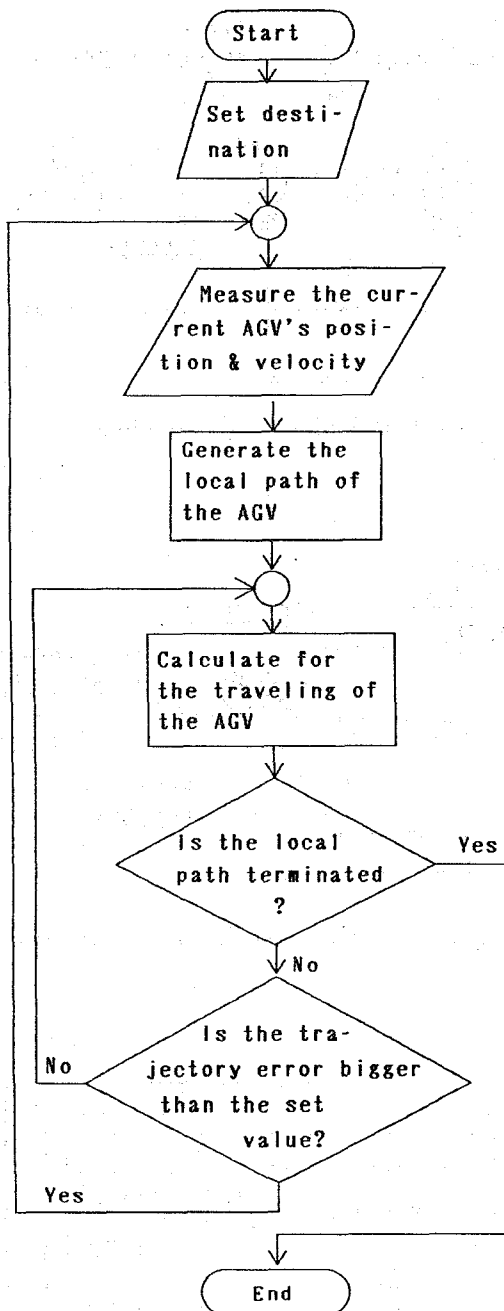 Start
Set desti-
nation
Measure the cur-
rent AGV's posi-
tion & velocity
Generate the
local path of
the AGV
Calculate for
the traveling of
the AGV
Is the local
path terminated
?
Yes
No
Is the tra-
jectory error bigger
than the set
value?
No
Yes
End